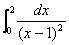 ∫₀² dx/(x−1)²